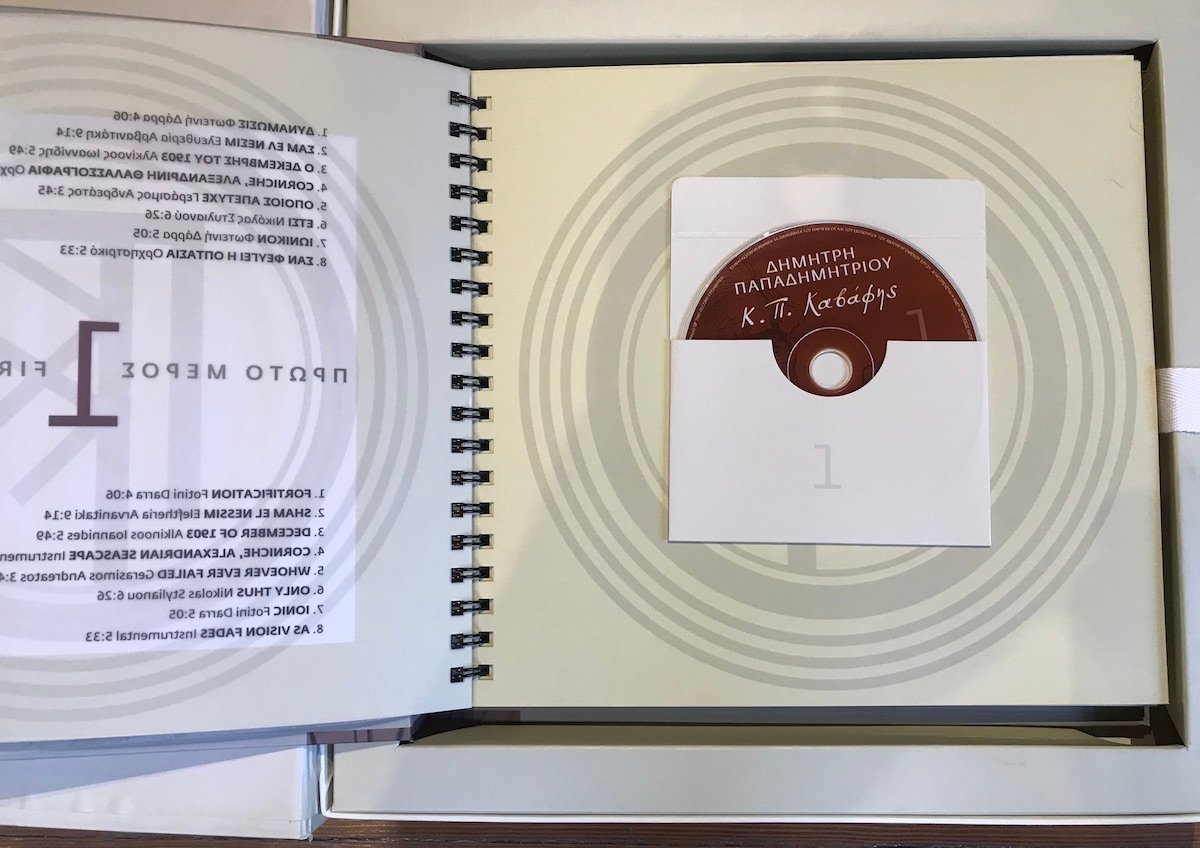 1. ΔΥΝΑΜΩΣΙΣ Φωτεινή Δάρρα 4:06
2. ΣΑΜ ΕΛ ΝΕΣΙΜ Ελευθερία Αρβανιτάκη 9:14
3. Ο ΔΕΚΕΜΒΡΗΣ ΤΟΥ 1903 Αλκίνοος Ιωαννίδης 5:49
4. CORNICHE, ΑΛΕΞΑΝΔΡΙΝΗ ΘΑΛΑΣΣΟΓΡΑΦΙΑ Ορχ
5. ΟΠΟΙΟΣ ΑΠΕΤΥΧΕ Γεράσιμος Ανδρεάτος 3:45
6. ΕΤΣΙ Νικόλας Στυλιανού 6:26
7. ΙΩΝΙΚΟΝ Φωτεινή Δάρρα 5:05
8. ΣΑΝ ΦΕΥΓΕΙ Η ΟΠΤΑΣΙΑ Ορχηστρικό 5:33
ΠΡΩΤΟ ΜΕΡΟΣ 1 FIR
1. FORTIFICATION Fotini Darra 4:06
2. SHAM EL NESSIM Eleftheria Arvanitaki 9:14
3. DECEMBER OF 1903 Alkinoos Ioannides 5:49
4. CORNICHE, ALEXANDRIAN SEASCAPE Instrumen
5. WHOEVER EVER FAILED Gerasimos Andreatos 3:4
6. ONLY THUS Nikolas Stylianou 6:26
7. IONIC Fotini Darra 5:05
8. AS VISION FADES Instrumental 5:33
ΔΗΜΗΤΡΗ
ΠΑΠΑΔΗΜΗΤΡΙΟΥ
Κ. Π. Καβάφης
1
1